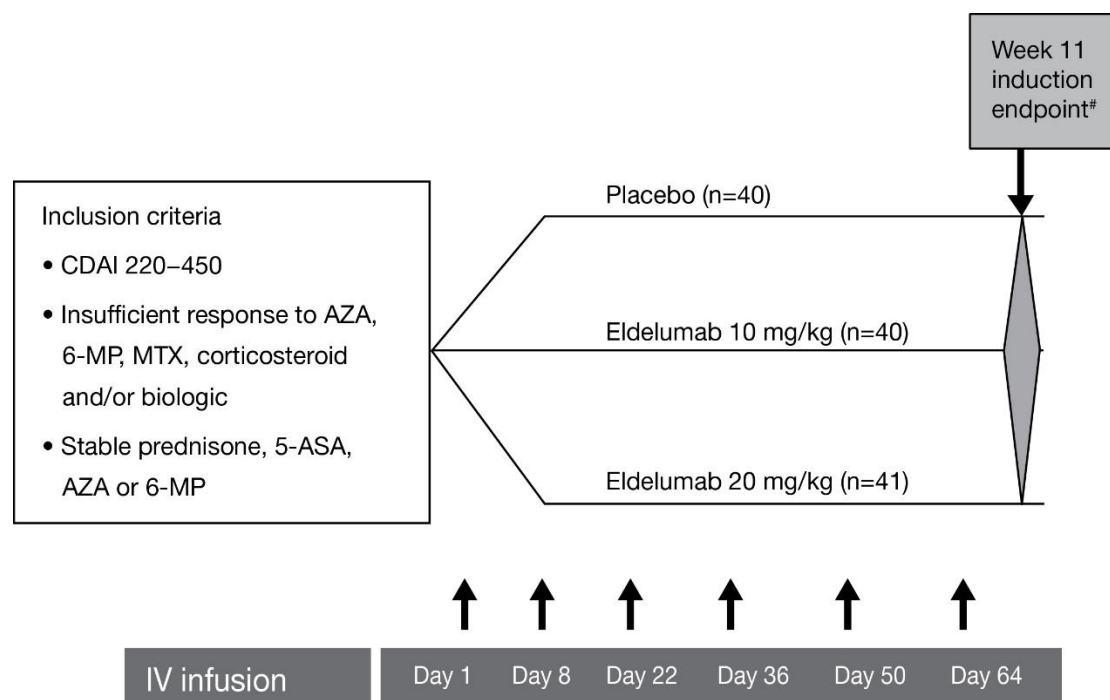 Week 11
induction
endpoint#
Inclusion criteria
• CDAI 220–450
• Insufficient response to AZA,
6-MP, MTX, corticosteroid
and/or biologic
• Stable prednisone, 5-ASA,
AZA or 6-MP
Placebo (n=40)
Eldelumab 10 mg/kg (n=40)
Eldelumab 20 mg/kg (n=41)
IV infusion
Day 1 Day 8 Day 22 Day 36 Day 50 Day 64